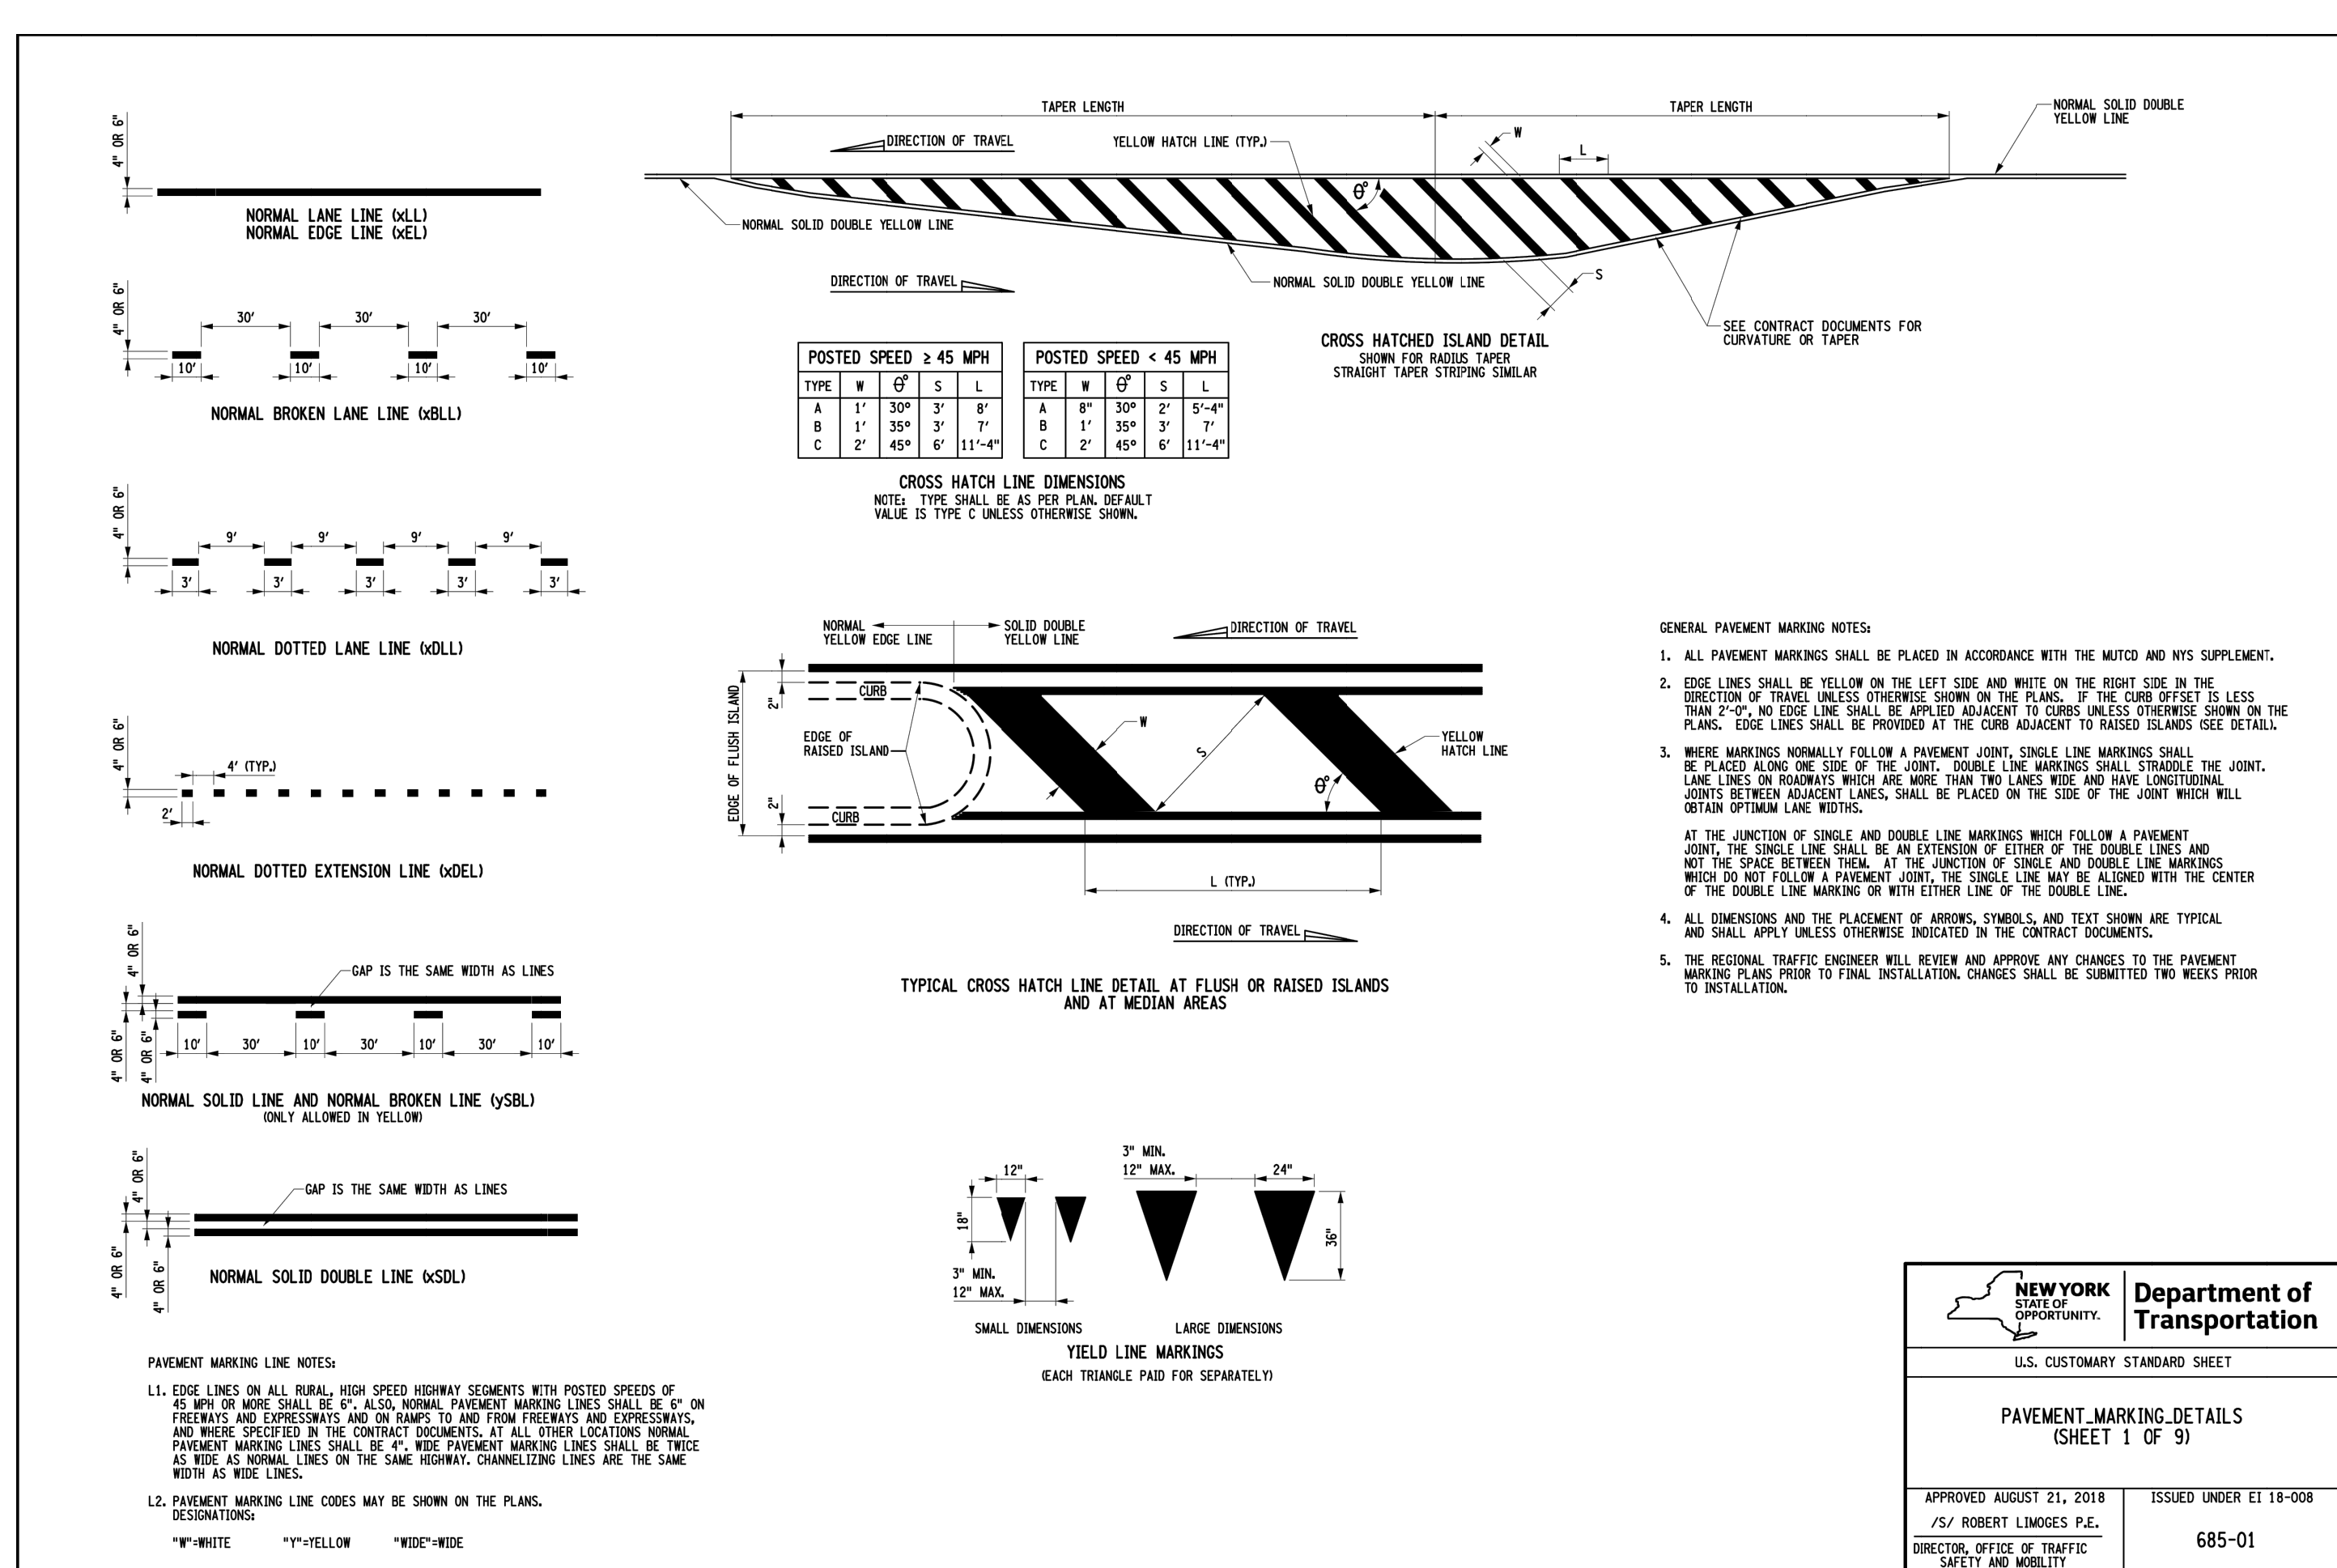 4" OR 6"
NORMAL LANE LINE (xLL)
NORMAL EDGE LINE (xEL)
4" OR 6"
30' 30' 30'
10' 10' 10' 10'
NORMAL BROKEN LANE LINE (xBLL)
4" OR 6"
9' 9' 9' 9'
3' 3' 3' 3' 3'
NORMAL DOTTED LANE LINE (xDLL)
4" OR 6"
4' (TYP.)
2'
NORMAL DOTTED EXTENSION LINE (xDEL)
4" OR 6"
GAP IS THE SAME WIDTH AS LINES
4" OR 6"
4" OR 6"
10' 30' 10' 30' 10' 30' 10'
NORMAL SOLID LINE AND NORMAL BROKEN LINE (ySBL)
(ONLY ALLOWED IN YELLOW)
4" OR 6"
GAP IS THE SAME WIDTH AS LINES
4" OR 6"
4" OR 6"
NORMAL SOLID DOUBLE LINE (xSDL)
PAVEMENT MARKING LINE NOTES:
L1. EDGE LINES ON ALL RURAL, HIGH SPEED HIGHWAY SEGMENTS WITH POSTED SPEEDS OF
45 MPH OR MORE SHALL BE 6". ALSO, NORMAL PAVEMENT MARKING LINES SHALL BE 6" ON
FREEWAYS AND EXPRESSWAYS AND ON RAMPS TO AND FROM FREEWAYS AND EXPRESSWAYS,
AND WHERE SPECIFIED IN THE CONTRACT DOCUMENTS. AT ALL OTHER LOCATIONS NORMAL
PAVEMENT MARKING LINES SHALL BE 4". WIDE PAVEMENT MARKING LINES SHALL BE TWICE
AS WIDE AS NORMAL LINES ON THE SAME HIGHWAY. CHANNELIZING LINES ARE THE SAME
WIDTH AS WIDE LINES.
L2. PAVEMENT MARKING LINE CODES MAY BE SHOWN ON THE PLANS.
DESIGNATIONS:
"W"=WHITE "Y"=YELLOW "WIDE"=WIDE
TAPER LENGTH TAPER LENGTH
NORMAL SOLID DOUBLE
YELLOW LINE
DIRECTION OF TRAVEL
YELLOW HATCH LINE (TYP.)
W
L
θ°
NORMAL SOLID DOUBLE YELLOW LINE
DIRECTION OF TRAVEL
NORMAL SOLID DOUBLE YELLOW LINE
S
SEE CONTRACT DOCUMENTS FOR
CURVATURE OR TAPER
CROSS HATCHED ISLAND DETAIL
SHOWN FOR RADIUS TAPER
STRAIGHT TAPER STRIPING SIMILAR
POSTED SPEED ≥ 45 MPH
TYPE W θ° S L
A 1' 30° 3' 8'
B 1' 35° 3' 7'
C 2' 45° 6' 11'-4"
POSTED SPEED < 45 MPH
TYPE W θ° S L
A 8" 30° 2' 5'-4"
B 1' 35° 3' 7'
C 2' 45° 6' 11'-4"
CROSS HATCH LINE DIMENSIONS
NOTE: TYPE SHALL BE AS PER PLAN. DEFAULT
VALUE IS TYPE C UNLESS OTHERWISE SHOWN.
NORMAL
YELLOW EDGE LINE
SOLID DOUBLE
YELLOW LINE
DIRECTION OF TRAVEL
EDGE OF FLUSH ISLAND
2"
CURB
W
EDGE OF
RAISED ISLAND
S
YELLOW
HATCH LINE
θ°
2"
CURB
L (TYP.)
DIRECTION OF TRAVEL
TYPICAL CROSS HATCH LINE DETAIL AT FLUSH OR RAISED ISLANDS
AND AT MEDIAN AREAS
12"
18"
3" MIN.
12" MAX.
SMALL DIMENSIONS
3" MIN.
12" MAX.
24"
36"
LARGE DIMENSIONS
YIELD LINE MARKINGS
(EACH TRIANGLE PAID FOR SEPARATELY)
GENERAL PAVEMENT MARKING NOTES:
1. ALL PAVEMENT MARKINGS SHALL BE PLACED IN ACCORDANCE WITH THE MUTCD AND NYS SUPPLEMENT.
2. EDGE LINES SHALL BE YELLOW ON THE LEFT SIDE AND WHITE ON THE RIGHT SIDE IN THE
DIRECTION OF TRAVEL UNLESS OTHERWISE SHOWN ON THE PLANS. IF THE CURB OFFSET IS LESS
THAN 2'-0", NO EDGE LINE SHALL BE APPLIED ADJACENT TO CURBS UNLESS OTHERWISE SHOWN ON THE
PLANS. EDGE LINES SHALL BE PROVIDED AT THE CURB ADJACENT TO RAISED ISLANDS (SEE DETAIL).
3. WHERE MARKINGS NORMALLY FOLLOW A PAVEMENT JOINT, SINGLE LINE MARKINGS SHALL
BE PLACED ALONG ONE SIDE OF THE JOINT. DOUBLE LINE MARKINGS SHALL STRADDLE THE JOINT.
LANE LINES ON ROADWAYS WHICH ARE MORE THAN TWO LANES WIDE AND HAVE LONGITUDINAL
JOINTS BETWEEN ADJACENT LANES, SHALL BE PLACED ON THE SIDE OF THE JOINT WHICH WILL
OBTAIN OPTIMUM LANE WIDTHS.
AT THE JUNCTION OF SINGLE AND DOUBLE LINE MARKINGS WHICH FOLLOW A PAVEMENT
JOINT, THE SINGLE LINE SHALL BE AN EXTENSION OF EITHER OF THE DOUBLE LINES AND
NOT THE SPACE BETWEEN THEM. AT THE JUNCTION OF SINGLE AND DOUBLE LINE MARKINGS
WHICH DO NOT FOLLOW A PAVEMENT JOINT, THE SINGLE LINE MAY BE ALIGNED WITH THE CENTER
OF THE DOUBLE LINE MARKING OR WITH EITHER LINE OF THE DOUBLE LINE.
4. ALL DIMENSIONS AND THE PLACEMENT OF ARROWS, SYMBOLS, AND TEXT SHOWN ARE TYPICAL
AND SHALL APPLY UNLESS OTHERWISE INDICATED IN THE CONTRACT DOCUMENTS.
5. THE REGIONAL TRAFFIC ENGINEER WILL REVIEW AND APPROVE ANY CHANGES TO THE PAVEMENT
MARKING PLANS PRIOR TO FINAL INSTALLATION. CHANGES SHALL BE SUBMITTED TWO WEEKS PRIOR
TO INSTALLATION.
NEW YORK
STATE OF
OPPORTUNITY.
Department of
Transportation
U.S. CUSTOMARY STANDARD SHEET
PAVEMENT_MARKING_DETAILS
(SHEET 1 OF 9)
APPROVED AUGUST 21, 2018
/S/ ROBERT LIMOGES P.E.
DIRECTOR, OFFICE OF TRAFFIC
SAFETY AND MOBILITY
ISSUED UNDER EI 18-008
685-01